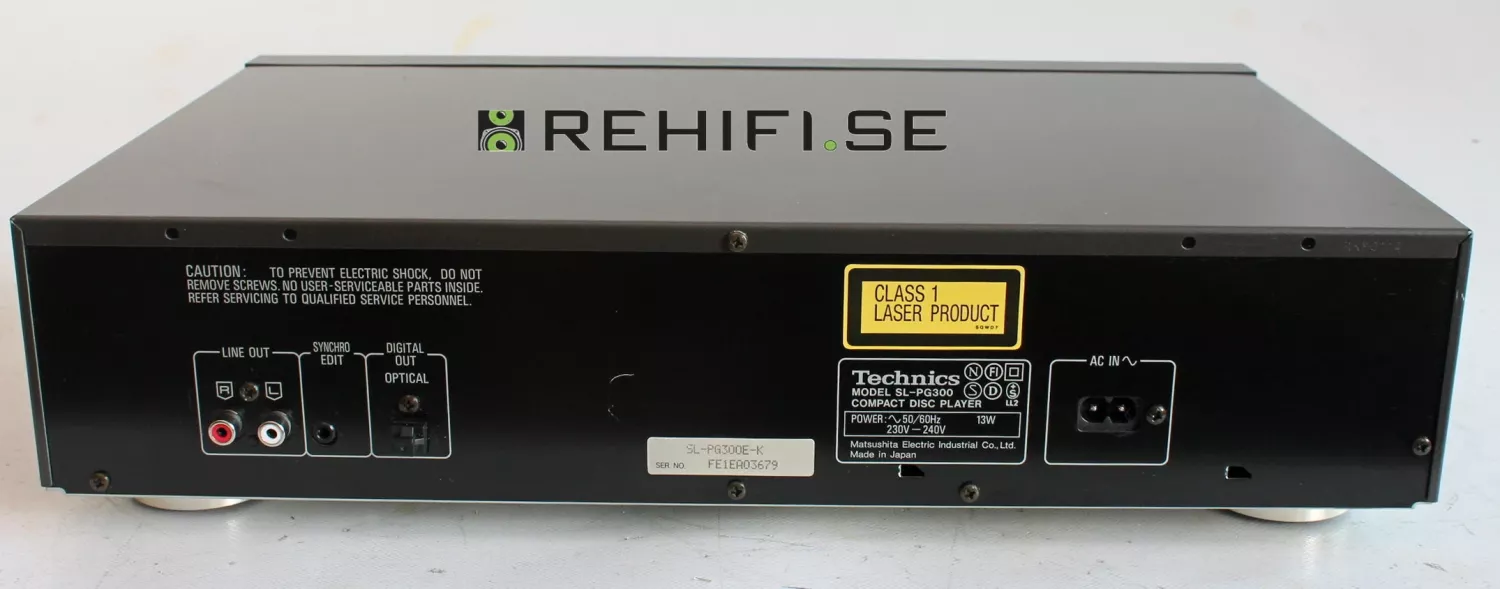 REHIFI.SE
CAUTION: TO PREVENT ELECTRIC SHOCK, DO NOT
REMOVE SCREWS. NO USER-SERVICEABLE PARTS INSIDE.
REFER SERVICING TO QUALIFIED SERVICE PERSONNEL.
LINE OUT
R L
SYNCHRO
EDIT
DIGITAL
OUT
OPTICAL
SL-PG300E-K
SER NO FE1EA03679
CLASS 1
LASER PRODUCT
SQWD7
Technics
N FI
MODEL SL-PG300
S D S
COMPACT DISC PLAYER
LL2
POWER: ∿ 50/60Hz 13W
230V — 240V
Matsushita Electric Industrial Co., Ltd.
Made in Japan
AC IN ∿